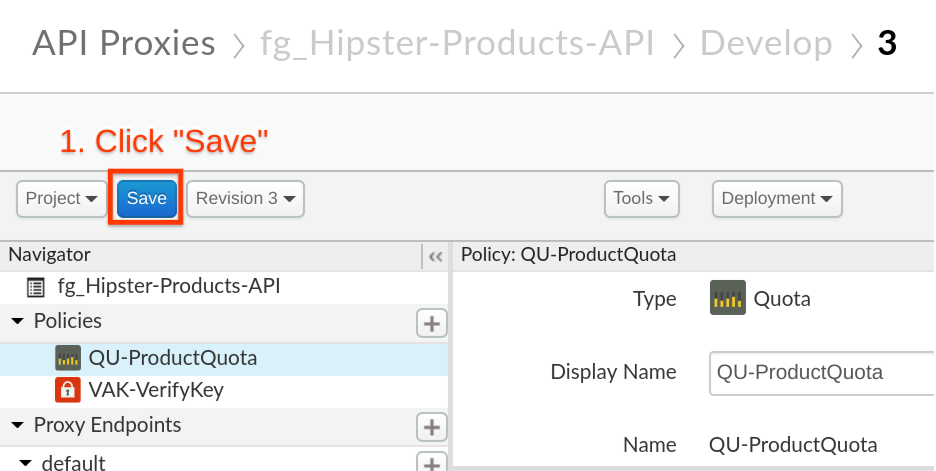 API Proxies > fg_Hipster-Products-API > Develop > 3
1. Click "Save"
Project Save Revision 3 Tools Deployment
Navigator «
Policy: QU-ProductQuota
fg_Hipster-Products-API
Type Quota
Policies +
QU-ProductQuota
Display Name QU-ProductQuota
VAK-VerifyKey
Proxy Endpoints +
Name QU-ProductQuota
default +